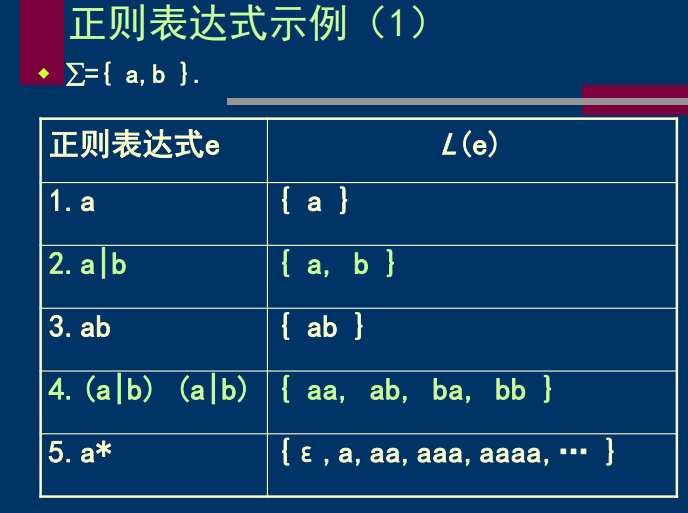 正则表达式示例（1）
∑={ a,b }.
正则表达式e L(e)
1.a { a }
2.a|b { a, b }
3.ab { ab }
4.(a|b) (a|b) { aa, ab, ba, bb }
5.a* {ε,a,aa,aaa,aaaa,… }